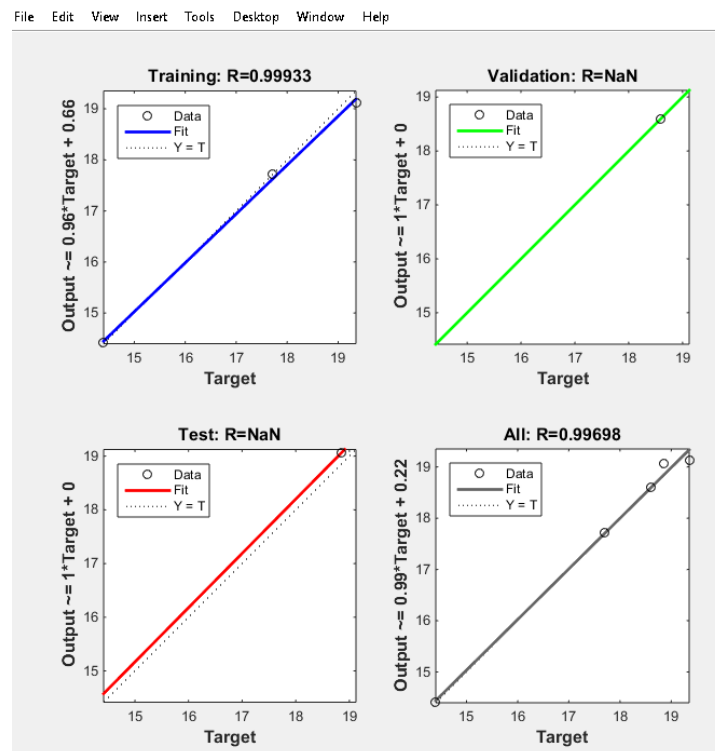 File Edit View Insert Tools Desktop Window Help
Training: R=0.99933
Output ~= 0.96*Target + 0.66
19
18
17
16
15
Data
Fit
Y = T
15 16 17 18 19
Target
Validation: R=NaN
Output ~= 1*Target + 0
19
18
17
16
15
Data
Fit
Y = T
15 16 17 18 19
Target
Test: R=NaN
Output ~= 1*Target + 0
19
18
17
16
15
Data
Fit
Y = T
15 16 17 18 19
Target
All: R=0.99698
Output ~= 0.99*Target + 0.22
19
18
17
16
15
Data
Fit
Y = T
15 16 17 18 19
Target